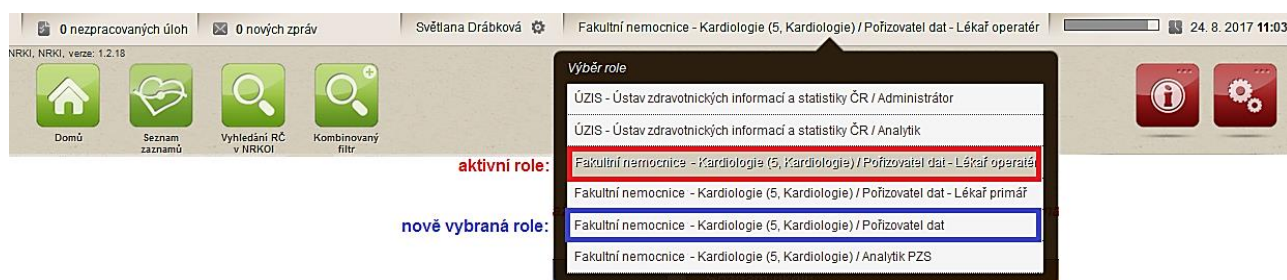 0 nezpracovaných úloh
0 nových zpráv
Světlana Drábková
Fakultní nemocnice - Kardiologie (5, Kardiologie) / Pořizovatel dat - Lékař operatér
24. 8. 2017 11:03
NRKI, NRKI, verze: 1.2.18
Domů
Seznam
zaznamů
Vyhledání RČ
v NRKOI
Kombinovaný
filtr
Výběr role
ÚZIS - Ústav zdravotnických informací a statistiky ČR / Administrátor
ÚZIS - Ústav zdravotnických informací a statistiky ČR / Analytik
aktivní role:
Fakultní nemocnice - Kardiologie (5, Kardiologie) / Pořizovatel dat - Lékař operatér
Fakultní nemocnice - Kardiologie (5, Kardiologie) / Pořizovatel dat - Lékař primář
nově vybraná role:
Fakultní nemocnice - Kardiologie (5, Kardiologie) / Pořizovatel dat
Fakultní nemocnice - Kardiologie (5, Kardiologie) / Analytik PZS